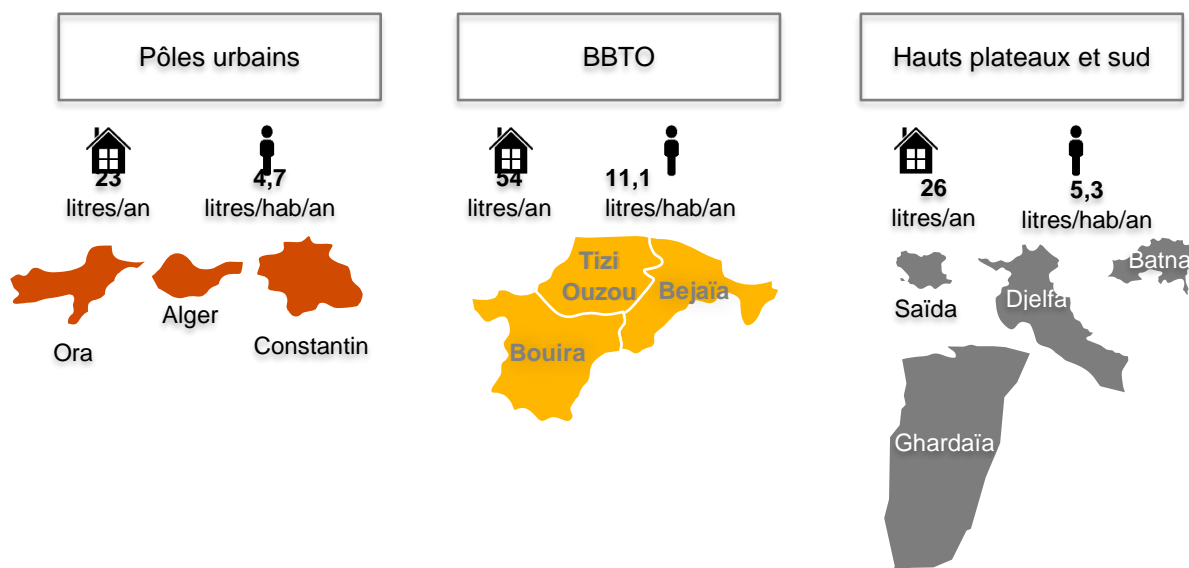 Pôles urbains
BBTO
Hauts plateaux et sud
23
litres/an
4,7
litres/hab/an
54
litres/an
11,1
litres/hab/an
26
litres/an
5,3
litres/hab/an
Ora
Alger
Constantin
Tizi
Ouzou
Bejaïa
Bouira
Saïda
Djelfa
Batna
Ghardaïa